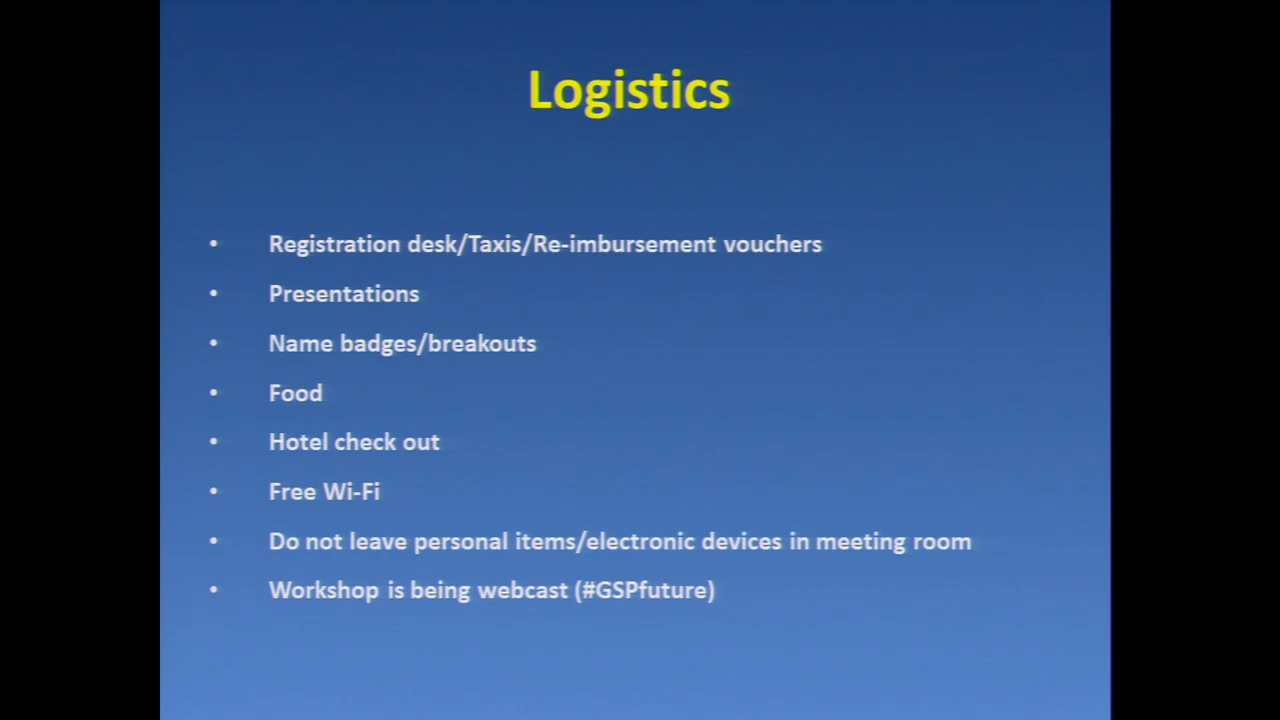 Logistics
• Registration desk/Taxis/Re-imbursement vouchers
• Presentations
• Name badges/breakouts
• Food
• Hotel check out
• Free Wi-Fi
• Do not leave personal items/electronic devices in meeting room
• Workshop is being webcast (#GSPfuture)